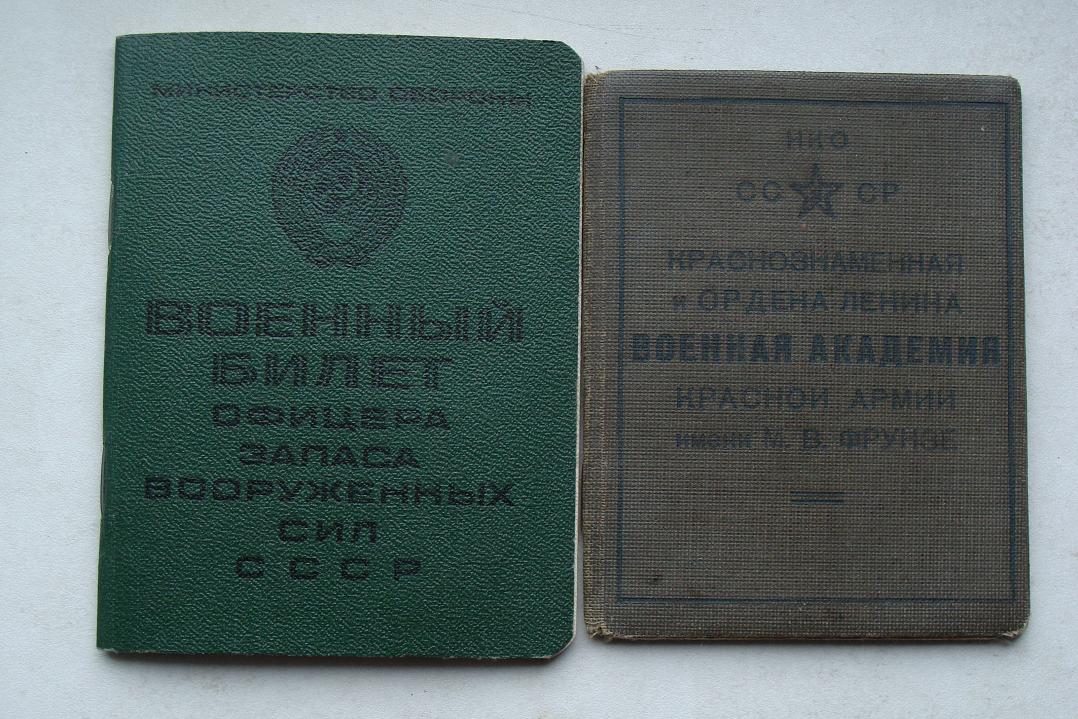 МИНИСТЕРСТВО ОБОРОНЫ
ВОЕННЫЙ
БИЛЕТ
ОФИЦЕРА
ЗАПАСА
ВООРУЖЕННЫХ
СИЛ
СССР
НКО
СС СР
КРАСНОЗНАМЕННАЯ
и ОРДЕНА ЛЕНИНА
ВОЕННАЯ АКАДЕМИЯ
КРАСНОЙ АРМИИ
имени М. В. ФРУНЗЕ